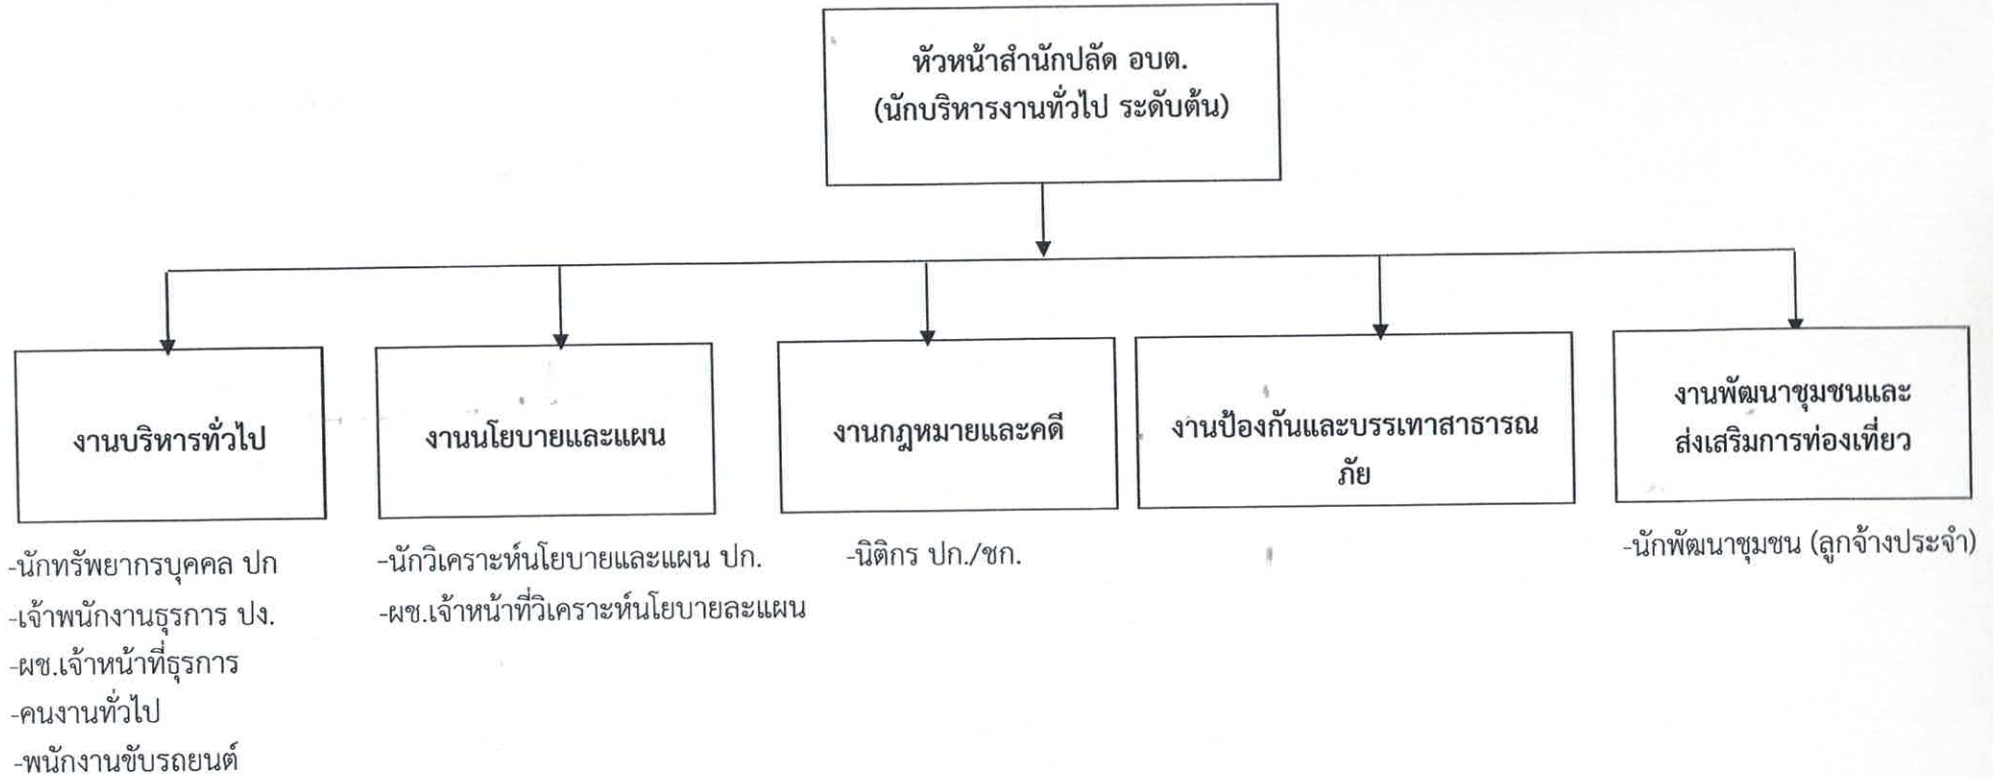 หัวหน้าสำนักปลัด อบต.
(นักบริหารงานทั่วไป ระดับต้น)
งานบริหารทั่วไป
-นักทรัพยากรบุคคล ปก
-เจ้าพนักงานธุรการ ปง.
-ผช.เจ้าหน้าที่ธุรการ
-คนงานทั่วไป
-พนักงานขับรถยนต์
งานนโยบายและแผน
-นักวิเคราะห์นโยบายและแผน ปก.
-ผช.เจ้าหน้าที่วิเคราะห์นโยบายละแผน
งานกฎหมายและคดี
-นิติกร ปก./ชก.
งานป้องกันและบรรเทาสาธารณ
ภัย
งานพัฒนาชุมชนและ
ส่งเสริมการท่องเที่ยว
-นักพัฒนาชุมชน (ลูกจ้างประจำ)